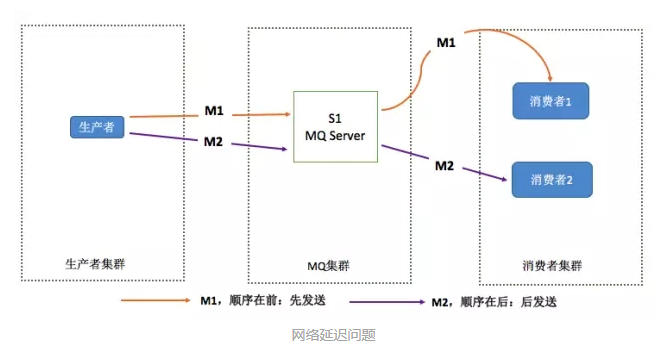 M1
M1
S1
MQ Server
消费者1
生产者
M2
M2
消费者2
生产者集群
MQ集群
消费者集群
M1，顺序在前：先发送
M2，顺序在后：后发送
网络延迟问题